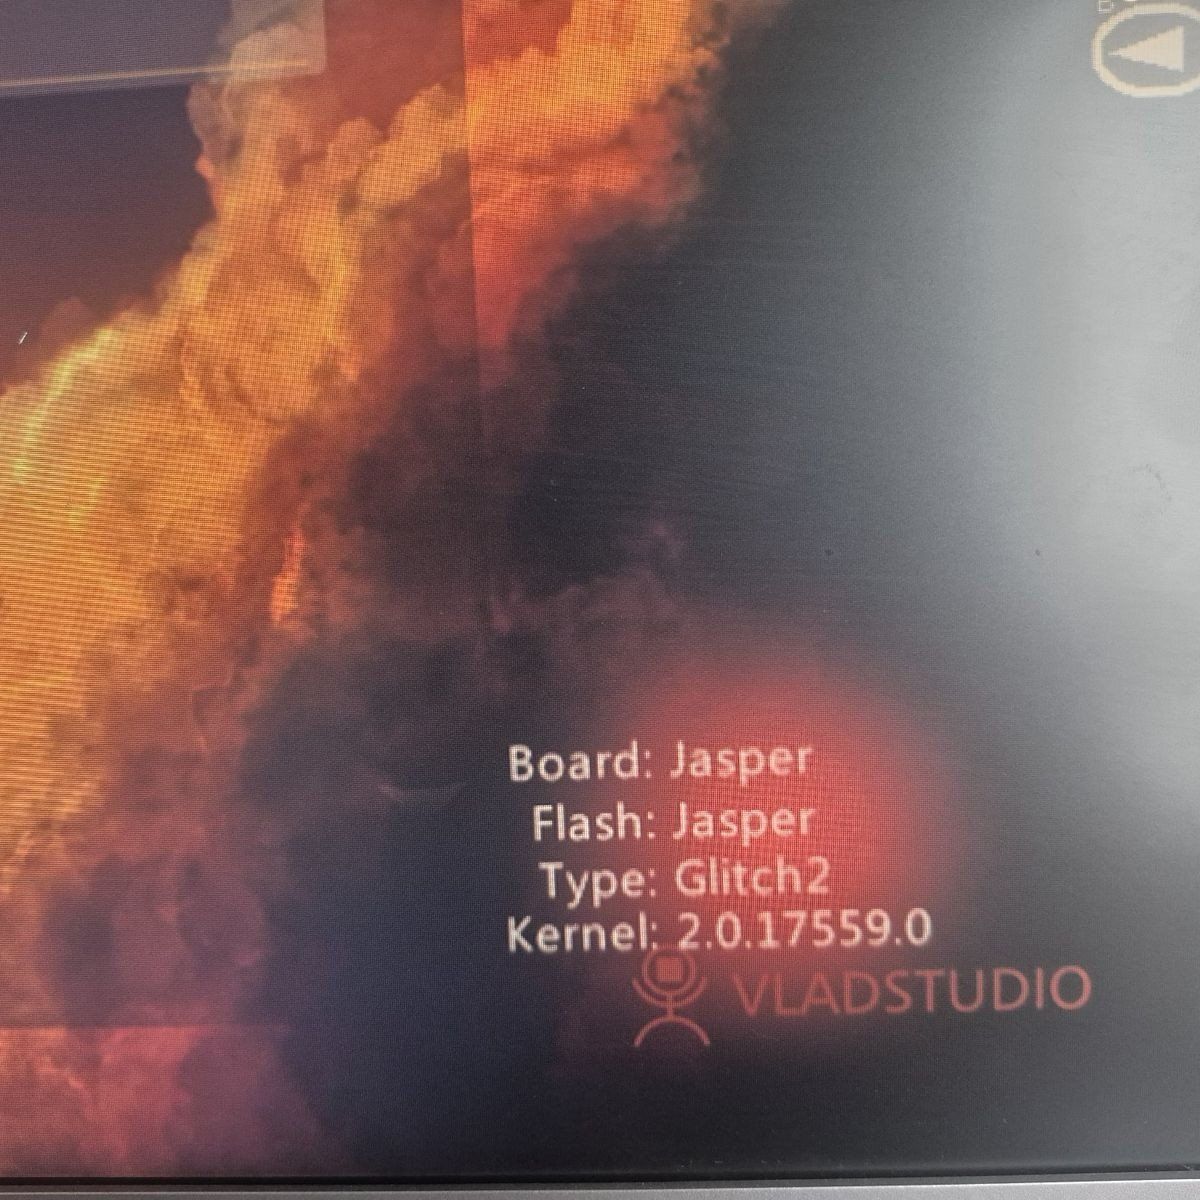 Board: Jasper
Flash: Jasper
Type: Glitch2
Kernel: 2.0.17559.0
VLADSTUDIO